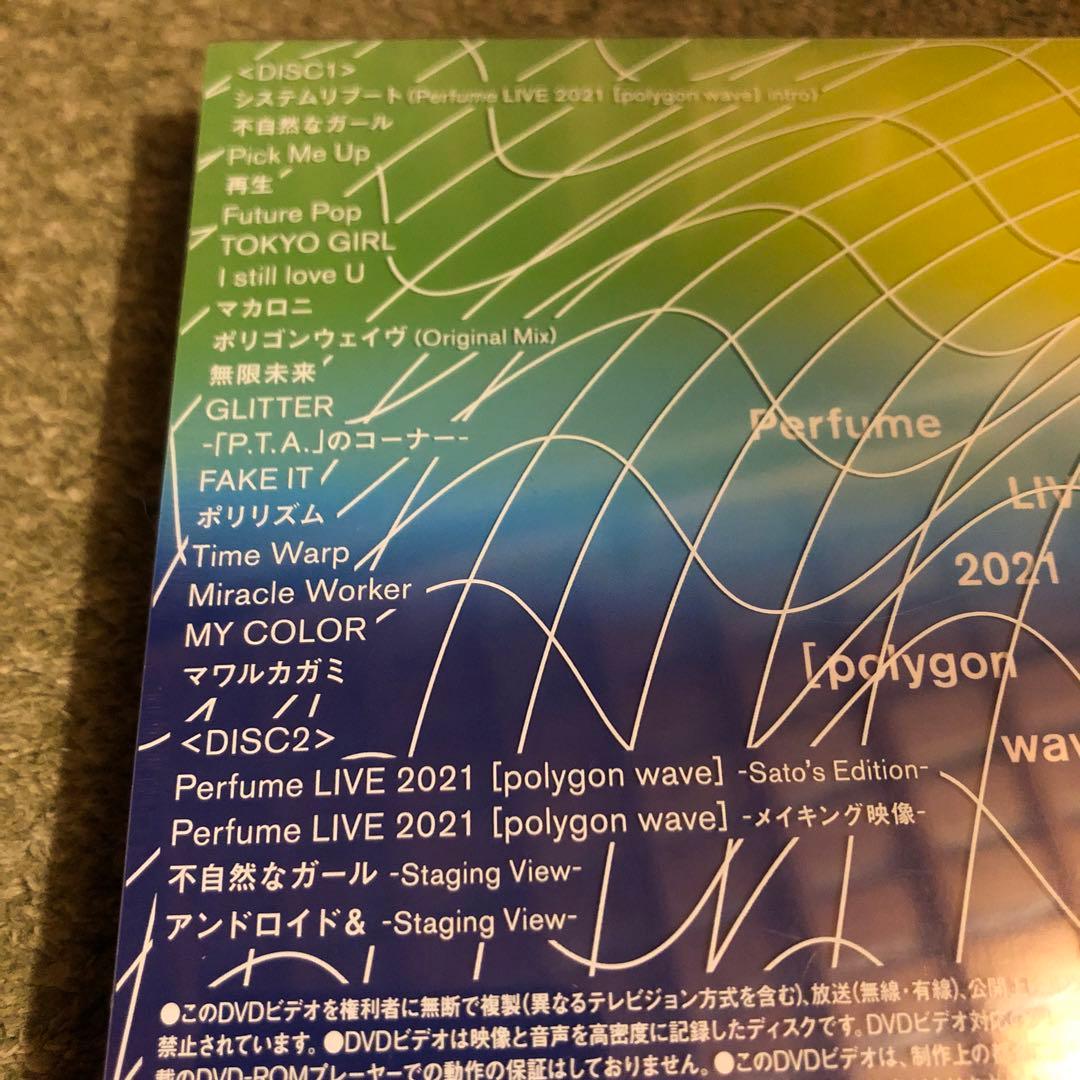 <DISC1>
システムリブート (Perfume LIVE 2021 [polygon wave] intro)
不自然なガール
Pick Me Up
再生
Future Pop
TOKYO GIRL
I still love U
マカロニ
ポリゴンウェイヴ (Original Mix)
無限未来
GLITTER
-「P.T.A.」のコーナー-
FAKE IT
ポリリズム
Time Warp
Miracle Worker
MY COLOR
マワルカガミ
<DISC2>
Perfume LIVE 2021 [polygon wave] -Sato's Edition-
Perfume LIVE 2021 [polygon wave] -メイキング映像-
不自然なガール -Staging View-
アンドロイド& -Staging View-
Perfume
LIV
2021
[polygon
wav
●このDVDビデオを権利者に無断で複製(異なるテレビジョン方式を含む)、放送(無線・有線)、公開
禁止されています。●DVDビデオは映像と音声を高密度に記録したディスクです。DVDビデオ対応
載のDVD-ROMプレーヤーでの動作の保証はしておりません。●このDVDビデオは、制作上の